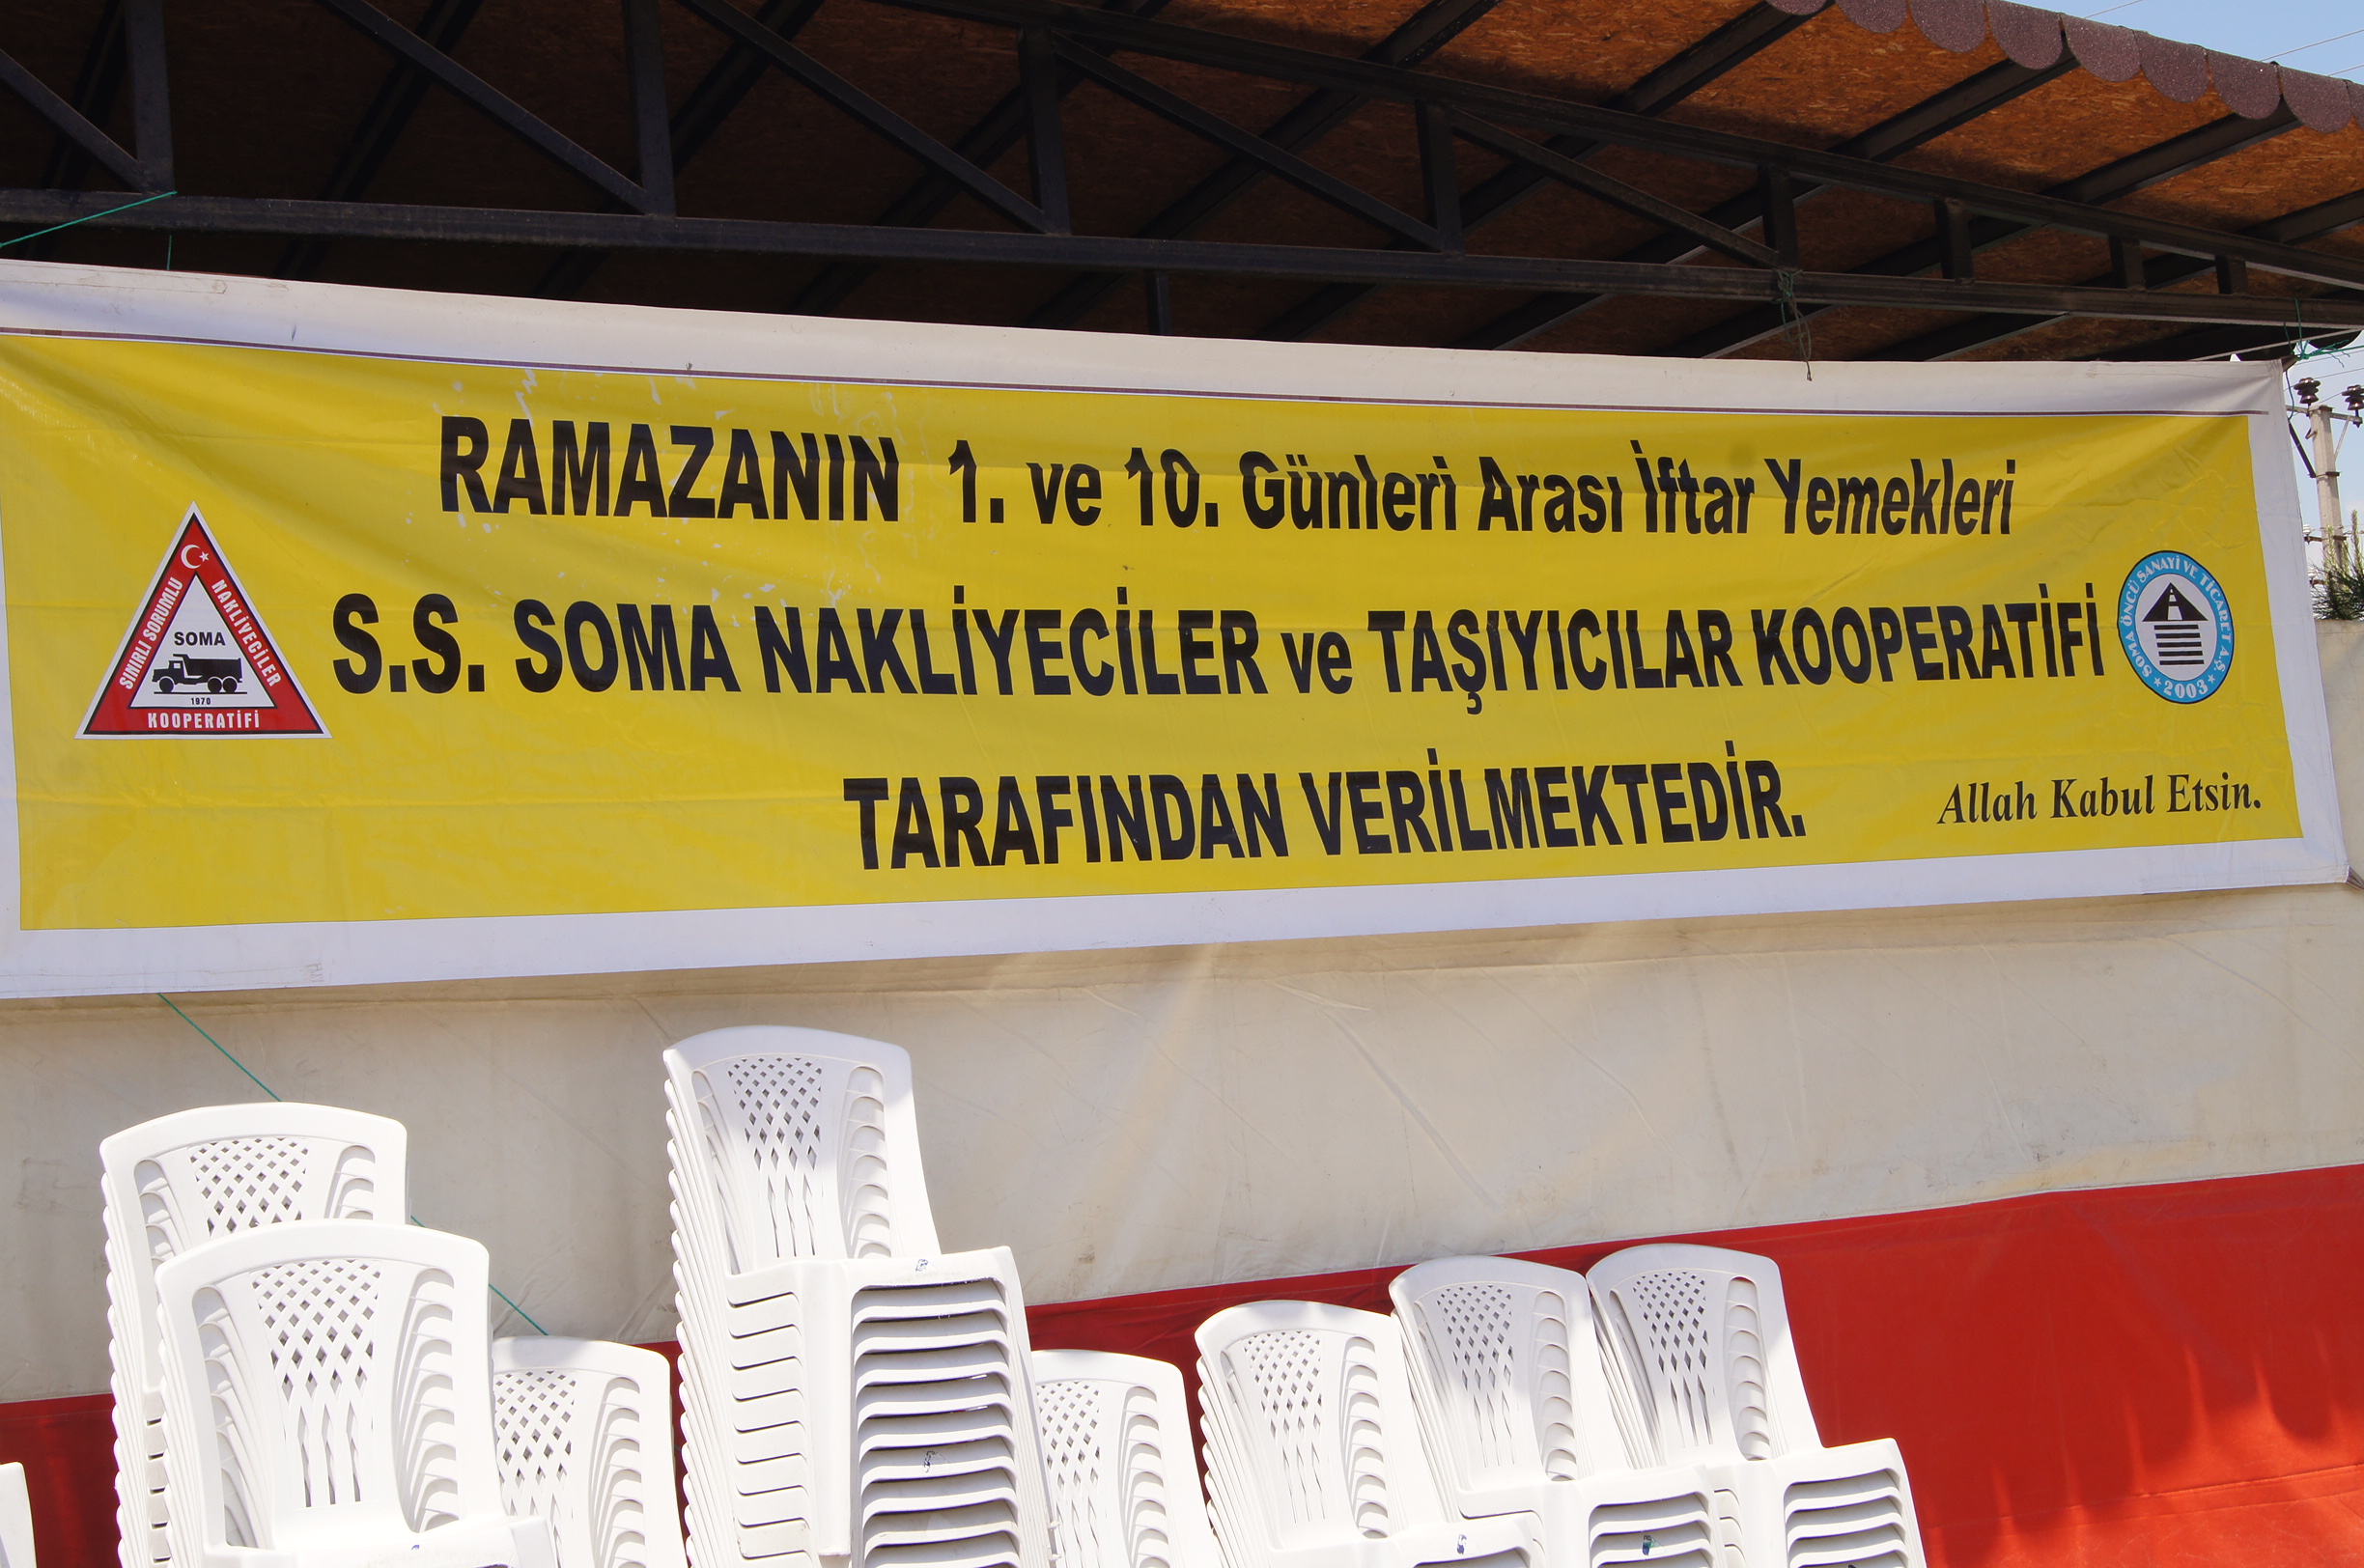 RAMAZANIN 1. ve 10. Günleri Arası İftar Yemekleri
S.S. SOMA NAKLİYECİLER ve TAŞIYICILAR KOOPERATİFİ
TARAFINDAN VERİLMEKTEDİR.
Allah Kabul Etsin.
SINIRLI SORUMLU
NAKLİYECİLER
SOMA
1970
KOOPERATİFİ
SOMA ÖNCÜ SANAYİ VE TİCARET A.Ş.
★ 2003 ★